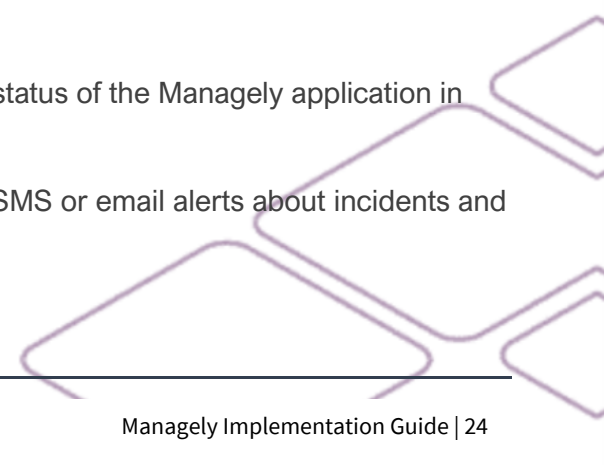 status of the Managely application in
SMS or email alerts about incidents and
Managely Implementation Guide | 24